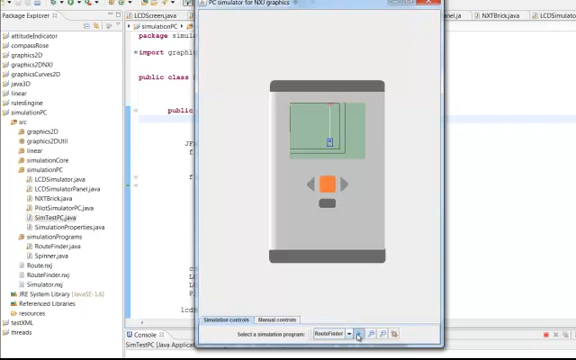 PC simulator for NXJ graphics
Package Explorer
LCDScreen.java
NXTBrick.java
LCDSimulato
attitudeIndicator
compassRose
graphics2D
graphics2DNXJ
graphicsCurves2D
java3D
linear
rulesEngine
simulationPC
src
graphics2D
graphics2DUtil
linear
simulationCore
simulationPC
LCDSimulator.java
LCDSimulatorPanel.java
NXTBrick.java
PilotSimulatorPC.java
SimTestPC.java
SimulationProperties.java
simulationPrograms
RouteFinder.java
Spinner.java
Route.nxj
RouteFinder.nxj
Simulator.nxj
JRE System Library [JavaSE-1.6]
Referenced Libraries
resources
testXML
threads
simulationPC
package simul
import graphi
public class
public
JF
f
f
lcdD
Simulation controls
Manual controls
Select a simulation program:
RouteFinder
Console
SimTestPC [Java Applicat